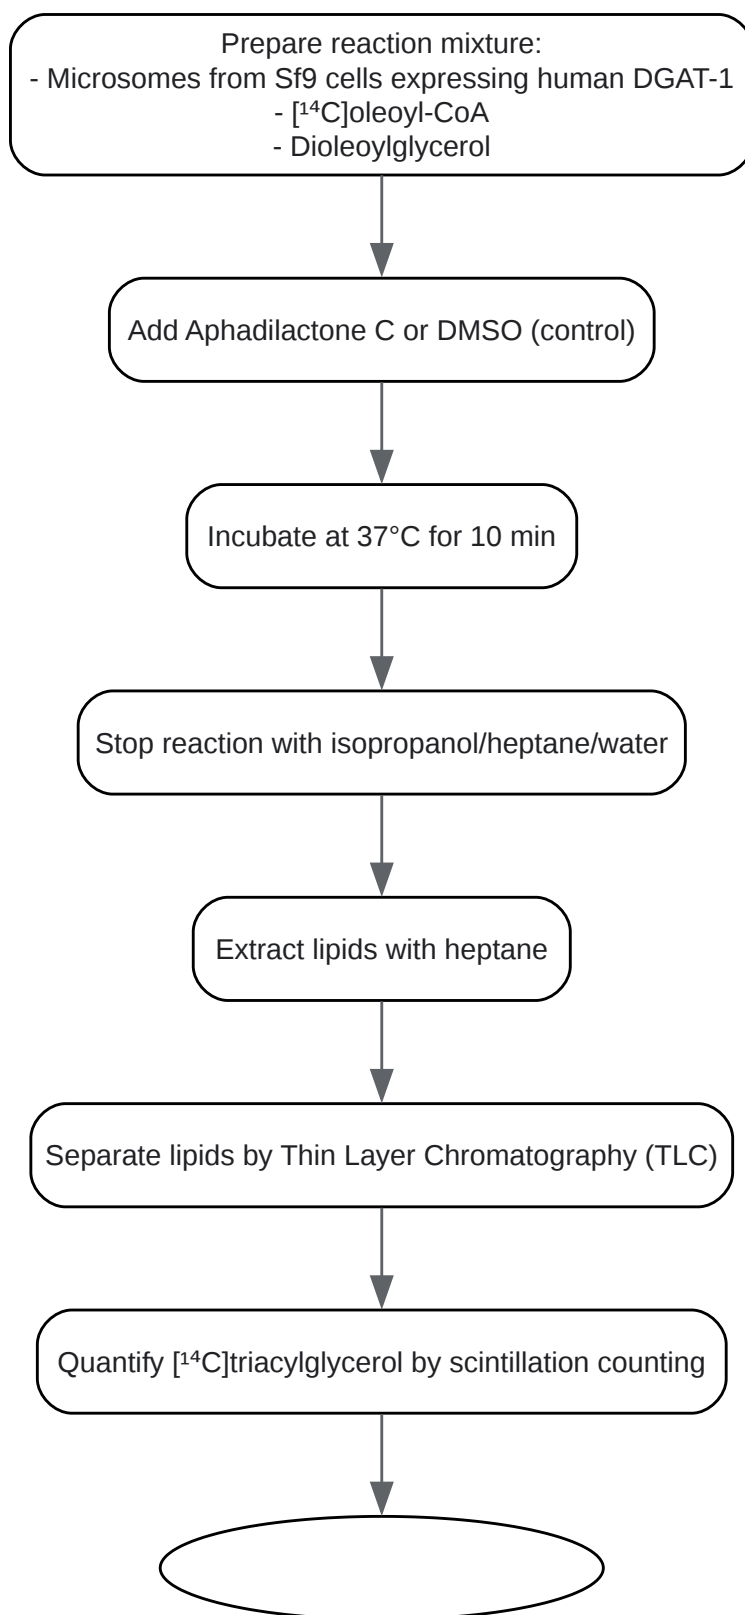 Prepare reaction mixture:
- Microsomes from Sf9 cells expressing human DGAT-1
- [¹⁴C]oleoyl-CoA
- Dioleoylglycerol
Add Aphadilactone C or DMSO (control)
Incubate at 37°C for 10 min
Stop reaction with isopropanol/heptane/water
Extract lipids with heptane
Separate lipids by Thin Layer Chromatography (TLC)
Quantify [¹⁴C]triacylglycerol by scintillation counting